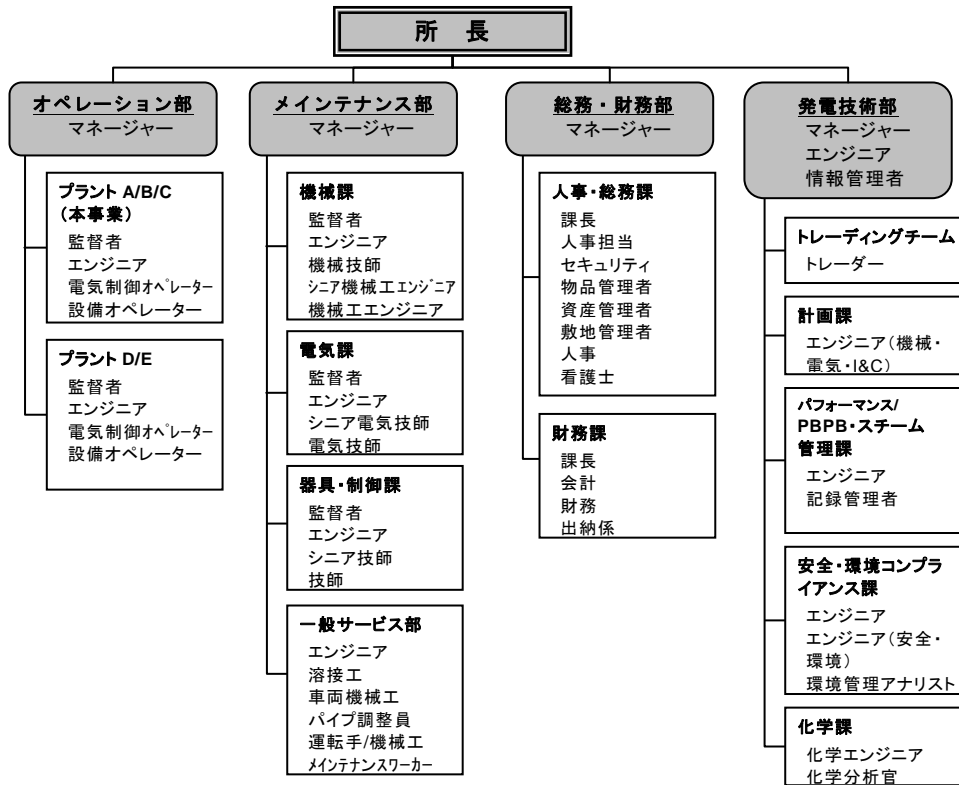 所 長
オペレーション部
マネージャー
プラント A/B/C
(本事業)
監督者
エンジニア
電気制御オペレーター
設備オペレーター
プラント D/E
監督者
エンジニア
電気制御オペレーター
設備オペレーター
メインテナンス部
マネージャー
機械課
監督者
エンジニア
機械技師
シニア機械工エンジニア
機械工エンジニア
電気課
監督者
エンジニア
シニア電気技師
電気技師
器具・制御課
監督者
エンジニア
シニア技師
技師
一般サービス部
エンジニア
溶接工
車両機械工
パイプ調整員
運転手/機械工
メインテナンスワーカー
総務・財務部
マネージャー
人事・総務課
課長
人事担当
セキュリティ
物品管理者
資産管理者
敷地管理者
人事
看護士
財務課
課長
会計
財務
出納係
発電技術部
マネージャー
エンジニア
情報管理者
トレーディングチーム
トレーダー
計画課
エンジニア(機械・
電気・I&C)
パフォーマンス/
PBPB・スチーム
管理課
エンジニア
記録管理者
安全・環境コンプラ
イアンス課
エンジニア
エンジニア(安全・
環境)
環境管理アナリスト
化学課
化学エンジニア
化学分析官